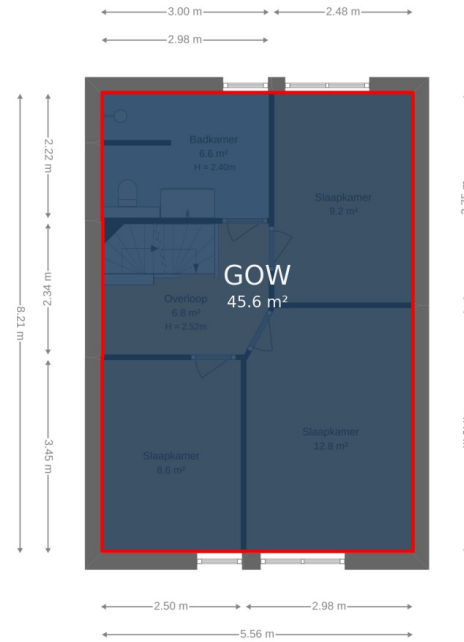 3.00 m
2.48 m
2.98 m
2.22 m
Badkamer
6.6 m²
H = 2.40m
Slaapkamer
9.2 m²
GOW
45.6 m²
2.34 m
8.21 m
Overloop
6.8 m²
H = 2.52m
3.45 m
Slaapkamer
8.6 m²
Slaapkamer
12.8 m²
2.50 m
2.98 m
5.56 m